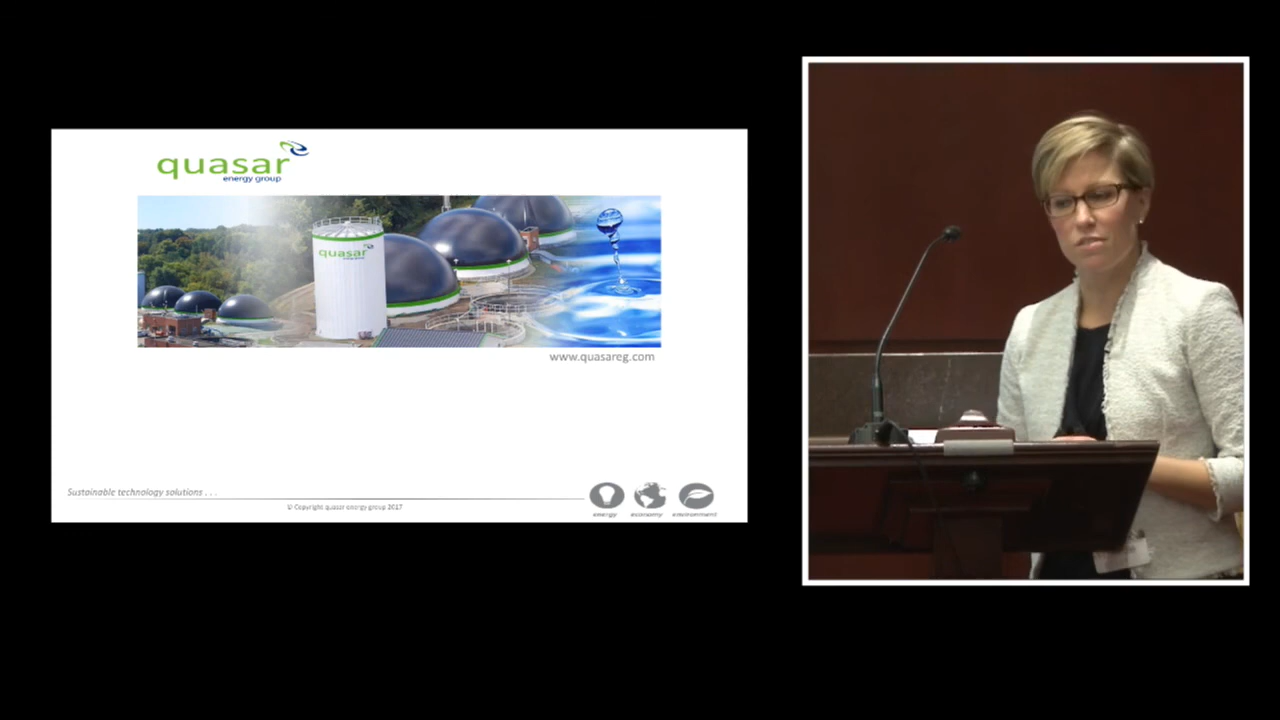 quasar
energy group
quasar
www.quasareg.com
Sustainable technology solutions . . .
© Copyright quasar energy group 2017
energy economy environment